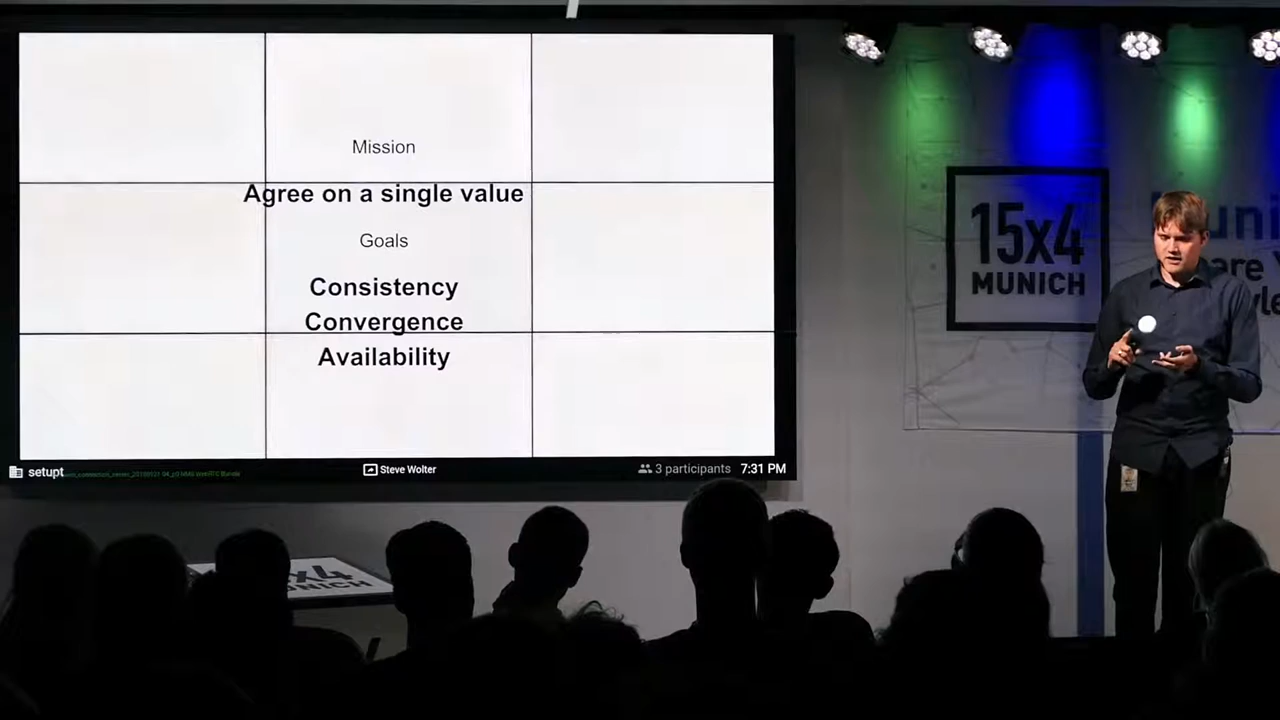 Mission
Agree on a single value
Goals
Consistency
Convergence
Availability
setupt
Steve Wolter
3 participants
7:31 PM
15x4
MUNICH
15x4
MUNICH